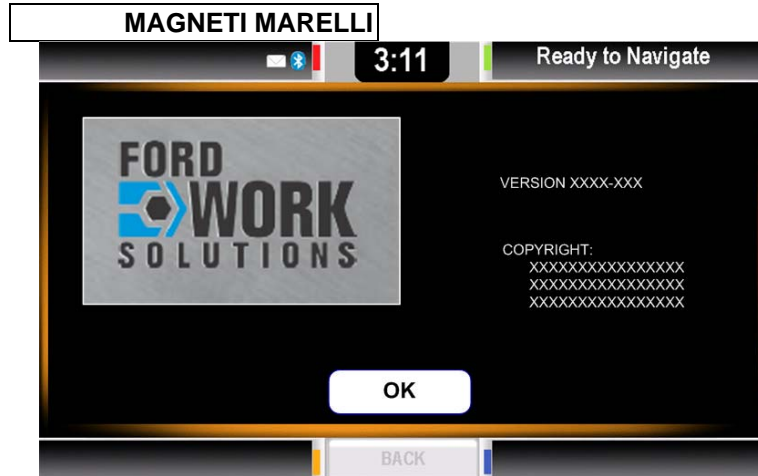 MAGNETI MARELLI
3:11
Ready to Navigate
FORD
WORK
SOLUTIONS
VERSION XXXX-XXX
COPYRIGHT:
XXXXXXXXXXXXXXXX
XXXXXXXXXXXXXXXX
XXXXXXXXXXXXXXXX
OK
BACK